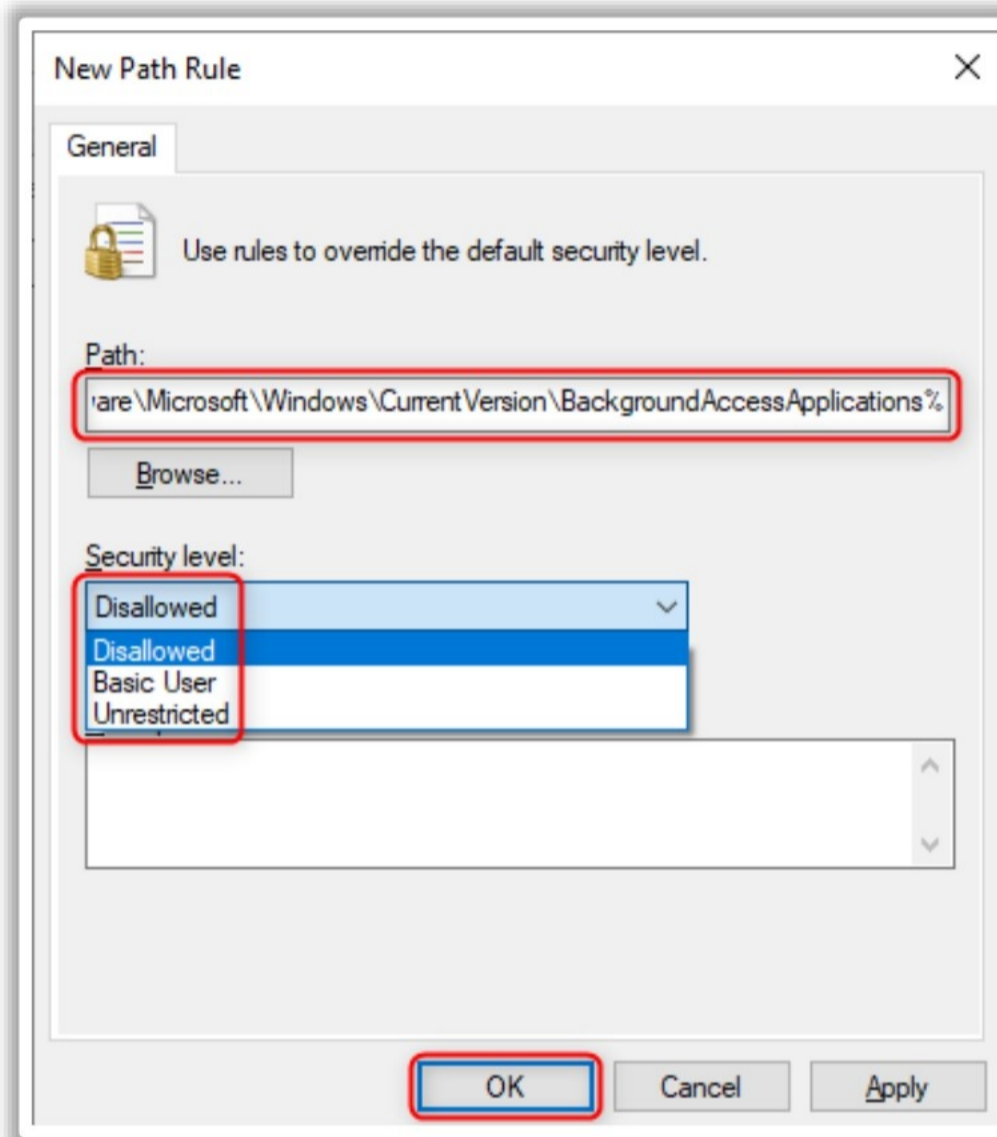 New Path Rule
General
Use rules to override the default security level.
Path:
are\Microsoft\Windows\CurrentVersion\BackgroundAccessApplications%
Browse...
Security level:
Disallowed
Disallowed
Basic User
Unrestricted
OK Cancel Apply